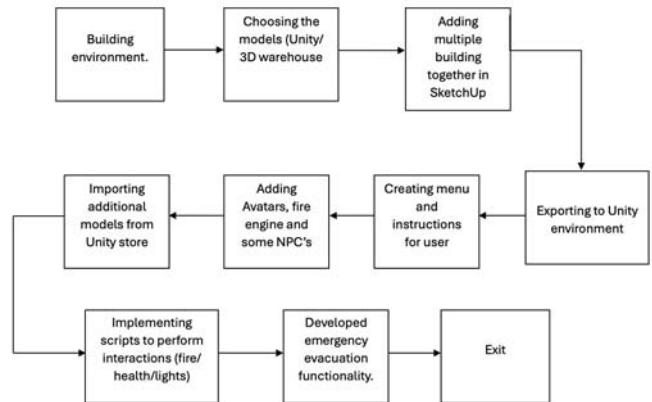 Building
environment.
Choosing the
models (Unity/
3D warehouse
Adding
multiple
building
together in
SketchUp
Importing
additional
models from
Unity store
Adding
Avatars, fire
engine and
some NPC's
Creating menu
and
instructions
for user
Exporting to Unity
environment
Implementing
scripts to perform
interactions (fire/
health/lights)
Developed
emergency
evacuation
functionality.
Exit